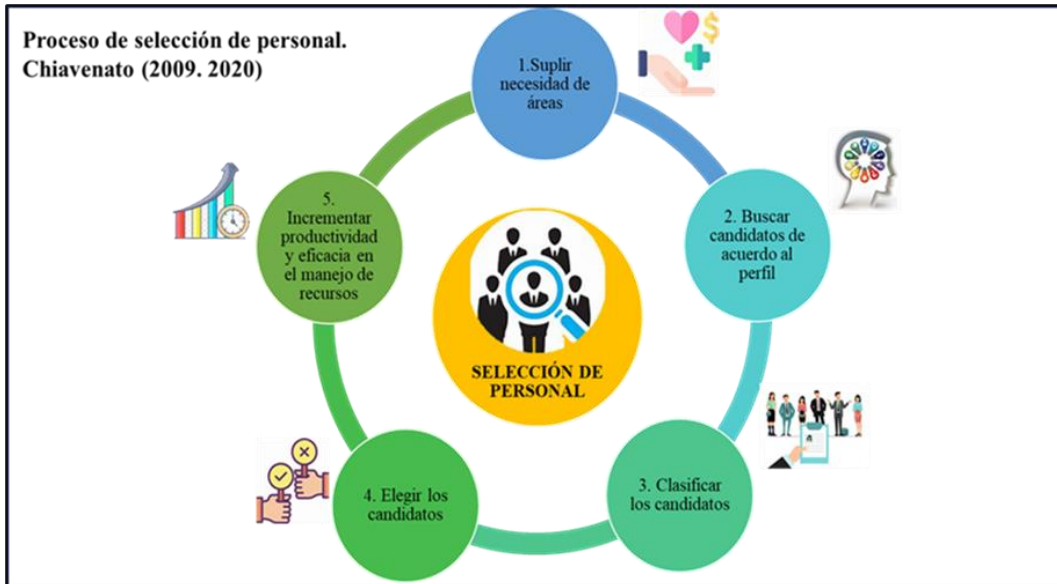 Proceso de selección de personal.
Chiavenato (2009. 2020)
1.Suplir
necesidad de
áreas
2. Buscar
candidatos de
acuerdo al
perfil
3. Clasificar
los candidatos
4. Elegir los
candidatos
5.
Incrementar
productividad
y eficacia en
el manejo de
recursos
SELECCIÓN DE
PERSONAL